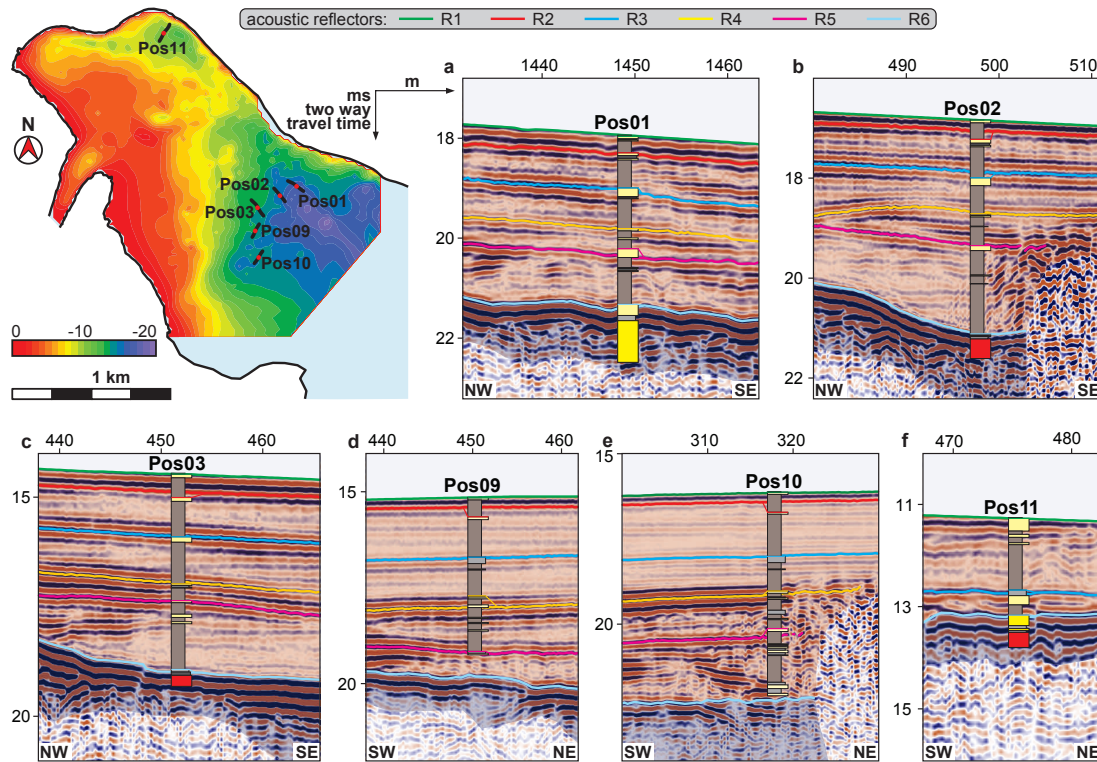 acoustic reflectors: R1 R2 R3 R4 R5 R6
Pos11
N
Pos02
Pos01
Pos03
Pos09
Pos10
0 -10 -20
1 km
m
ms
two way
travel time
a
1440 1450 1460
Pos01
18
20
22
NW SE
b
490 500 510
Pos02
18
20
22
NW SE
c
440 450 460
Pos03
15
20
NW SE
d
440 450 460
Pos09
15
20
SW NE
e
310 320
Pos10
15
20
SW NE
f
470 480
Pos11
11
13
15
SW NE